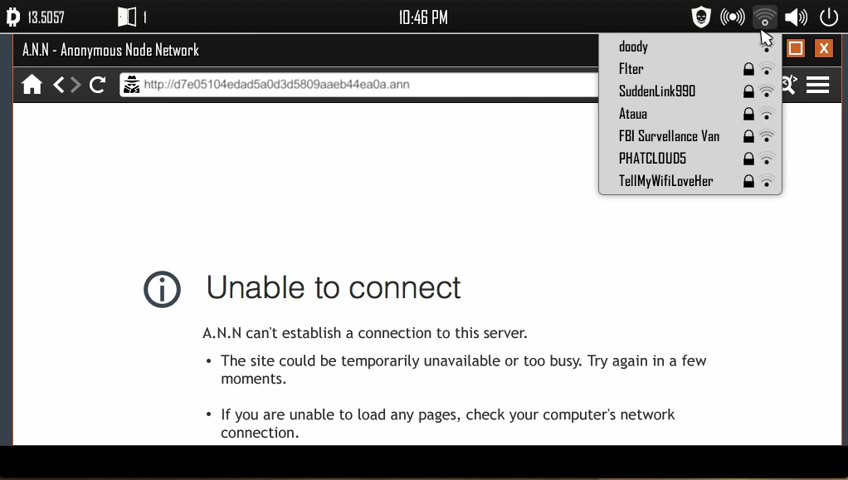 13.5057
1
10:46 PM
A.N.N - Anonymous Node Network
X
http://d7e05104edad5a0d3d5809aaeb44ea0a.ann
doody
Flter
SuddenLink990
Ataua
FBI Survellance Van
PHATCLOUD5
TellMyWifiLoveHer
Unable to connect
A.N.N can't establish a connection to this server.
• The site could be temporarily unavailable or too busy. Try again in a few
moments.
• If you are unable to load any pages, check your computer's network
connection.